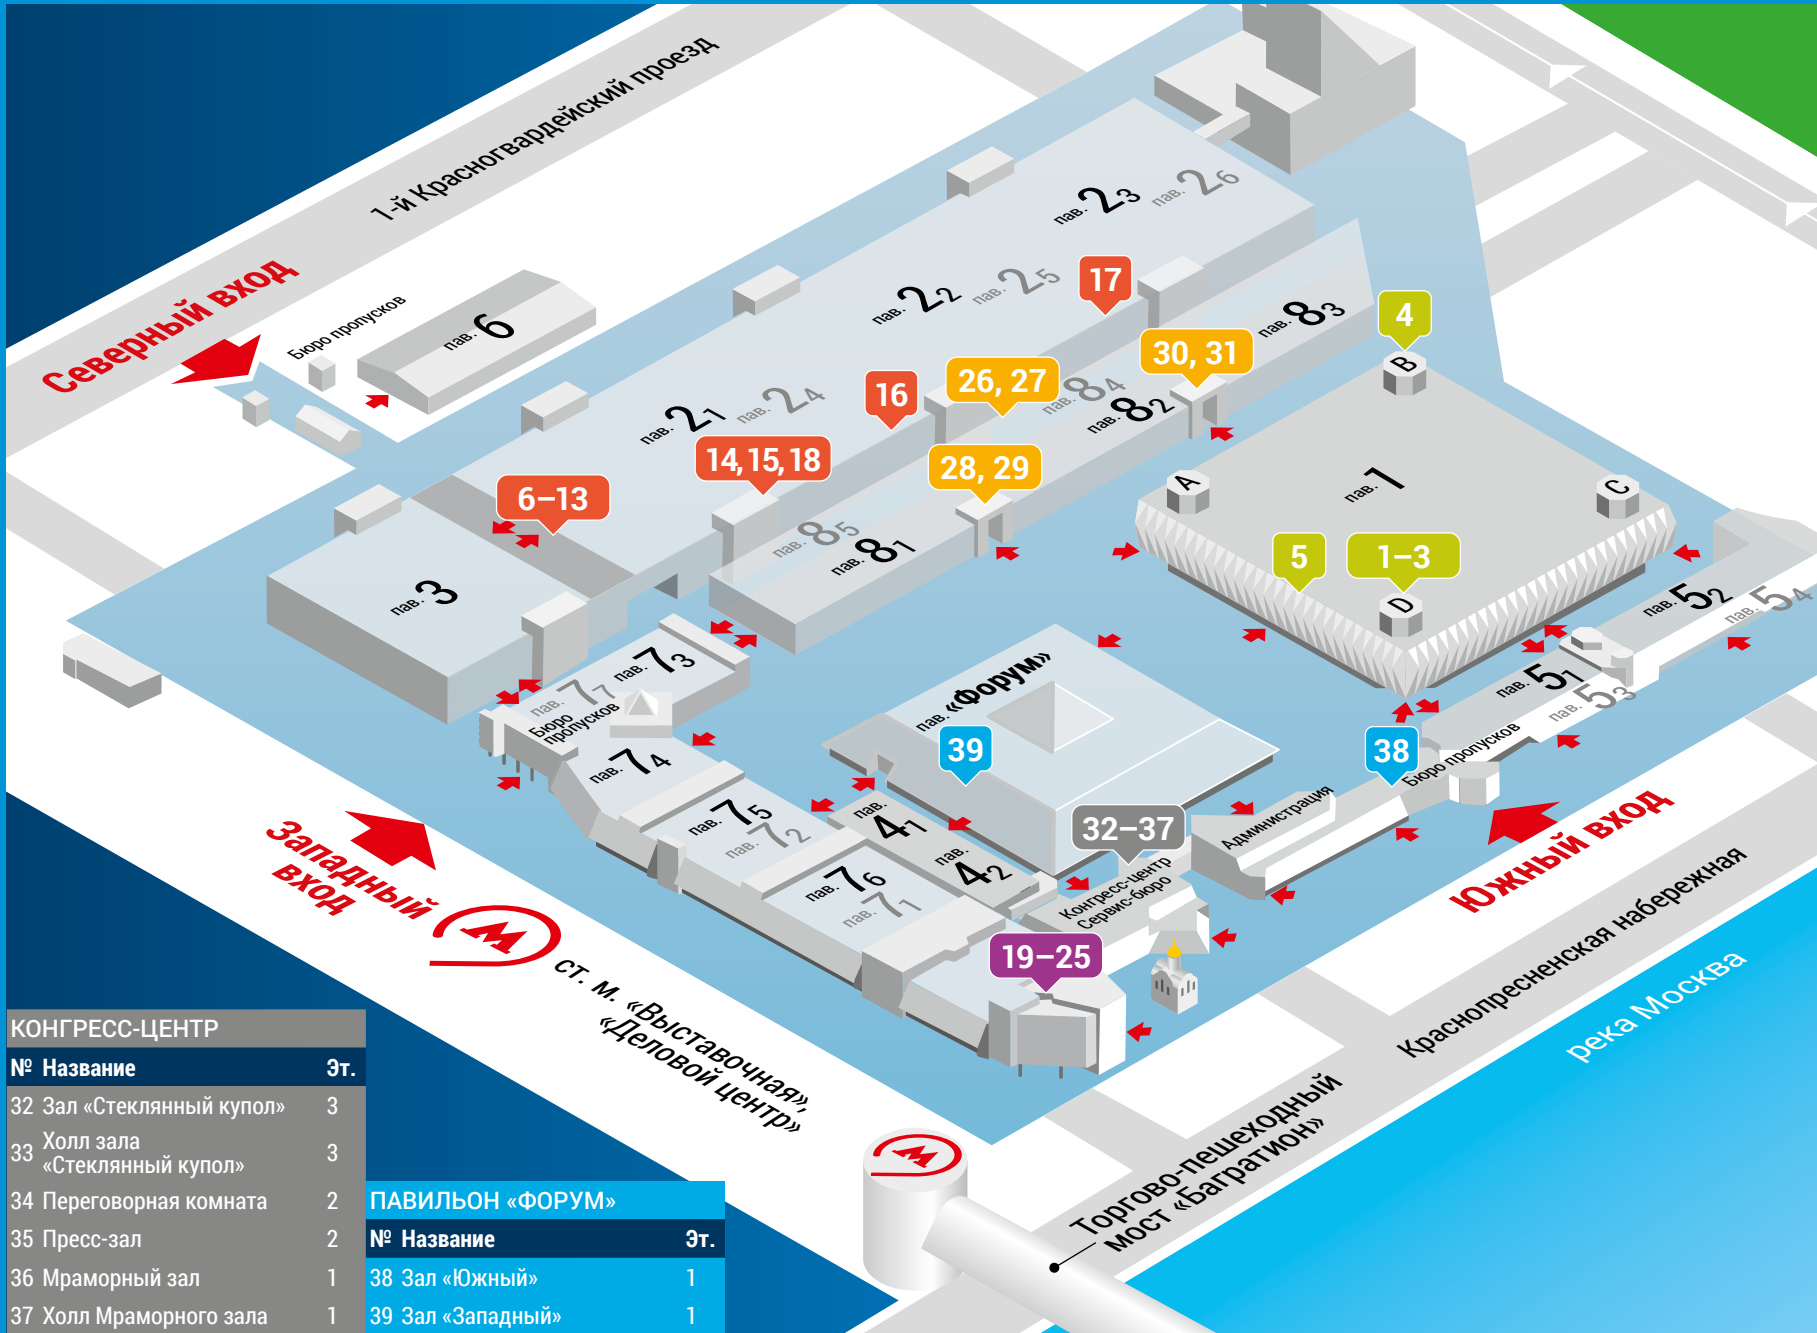 1-й Красногвардейский проезд
Северный вход
Бюро пропусков
пав. 6
пав. 2₃
пав. 2₆
пав. 2₂
пав. 2₅
17
пав. 8₃
4
B
30, 31
26, 27
16
пав. 8₄
пав. 8₂
пав. 2₁
пав. 2₄
14,15,18
28, 29
6–13
A
пав. 1
C
пав. 8₅
пав. 8₁
5
1–3
D
пав. 3
пав. 5₂
пав. 5₄
пав. 7₃
пав. 7₇
Бюро
пропусков
пав. «Форум»
39
пав. 5₁
пав. 5₃
38
Бюро пропусков
пав. 7₄
пав. 7₅
пав. 7₂
пав. 4₁
пав. 4₂
32–37
Администрация
Южный вход
Западный
вход
пав. 7₆
пав. 7₁
Конгресс-центр
Сервис-бюро
19–25
ст. м. «Выставочная»,
«Деловой центр»
Краснопресненская набережная
река Москва
Торгово-пешеходный
мост «Багратион»
КОНГРЕСС-ЦЕНТР
№ Название Эт.
32 Зал «Стеклянный купол» 3
33 Холл зала
«Стеклянный купол» 3
34 Переговорная комната 2
35 Пресс-зал 2
36 Мраморный зал 1
37 Холл Мраморного зала 1
ПАВИЛЬОН «ФОРУМ»
№ Название Эт.
38 Зал «Южный» 1
39 Зал «Западный» 1